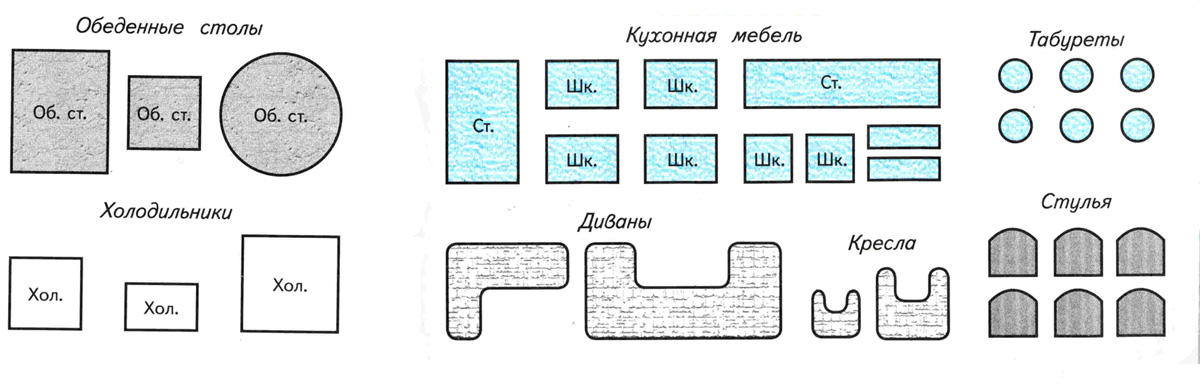 Обеденные столы
Об. ст.
Об. ст.
Об. ст.
Холодильники
Хол.
Хол.
Хол.
Кухонная мебель
Ст.
Шк.
Шк.
Ст.
Шк.
Шк.
Шк.
Шк.
Диваны
Кресла
Табуреты
Стулья